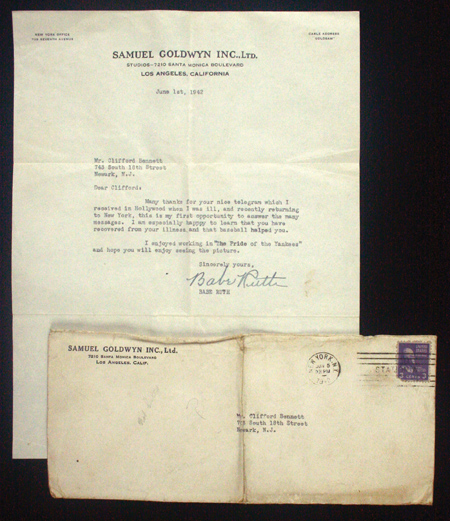 NEW YORK OFFICE
729 SEVENTH AVENUE
CABLE ADDRESS
"GOLDWAN"
SAMUEL GOLDWYN INC., LTD.
STUDIOS-7210 SANTA MONICA BOULEVARD
LOS ANGELES, CALIFORNIA
June 1st, 1942
Mr. Clifford Bennett
745 South 18th Street
Newark, N.J.
Dear Clifford:
Many thanks for your nice telegram which I
received in Hollywood when I was ill, and recently returning
to New York, this is my first opportunity to answer the many
messages. I am especially happy to learn that you have
recovered from your illness and that baseball helped you.
I enjoyed working in "The Pride of the Yankees"
and hope you will enjoy seeing the picture.
Sincerely yours,
Babe Ruth
BABE RUTH
SAMUEL GOLDWYN INC., Ltd.
7210 SANTA MONICA BOULEVARD
LOS ANGELES, CALIF.
NEW YORK, N.Y.
Mr. Clifford Bennett
South 18th Street
Newark, N.J.